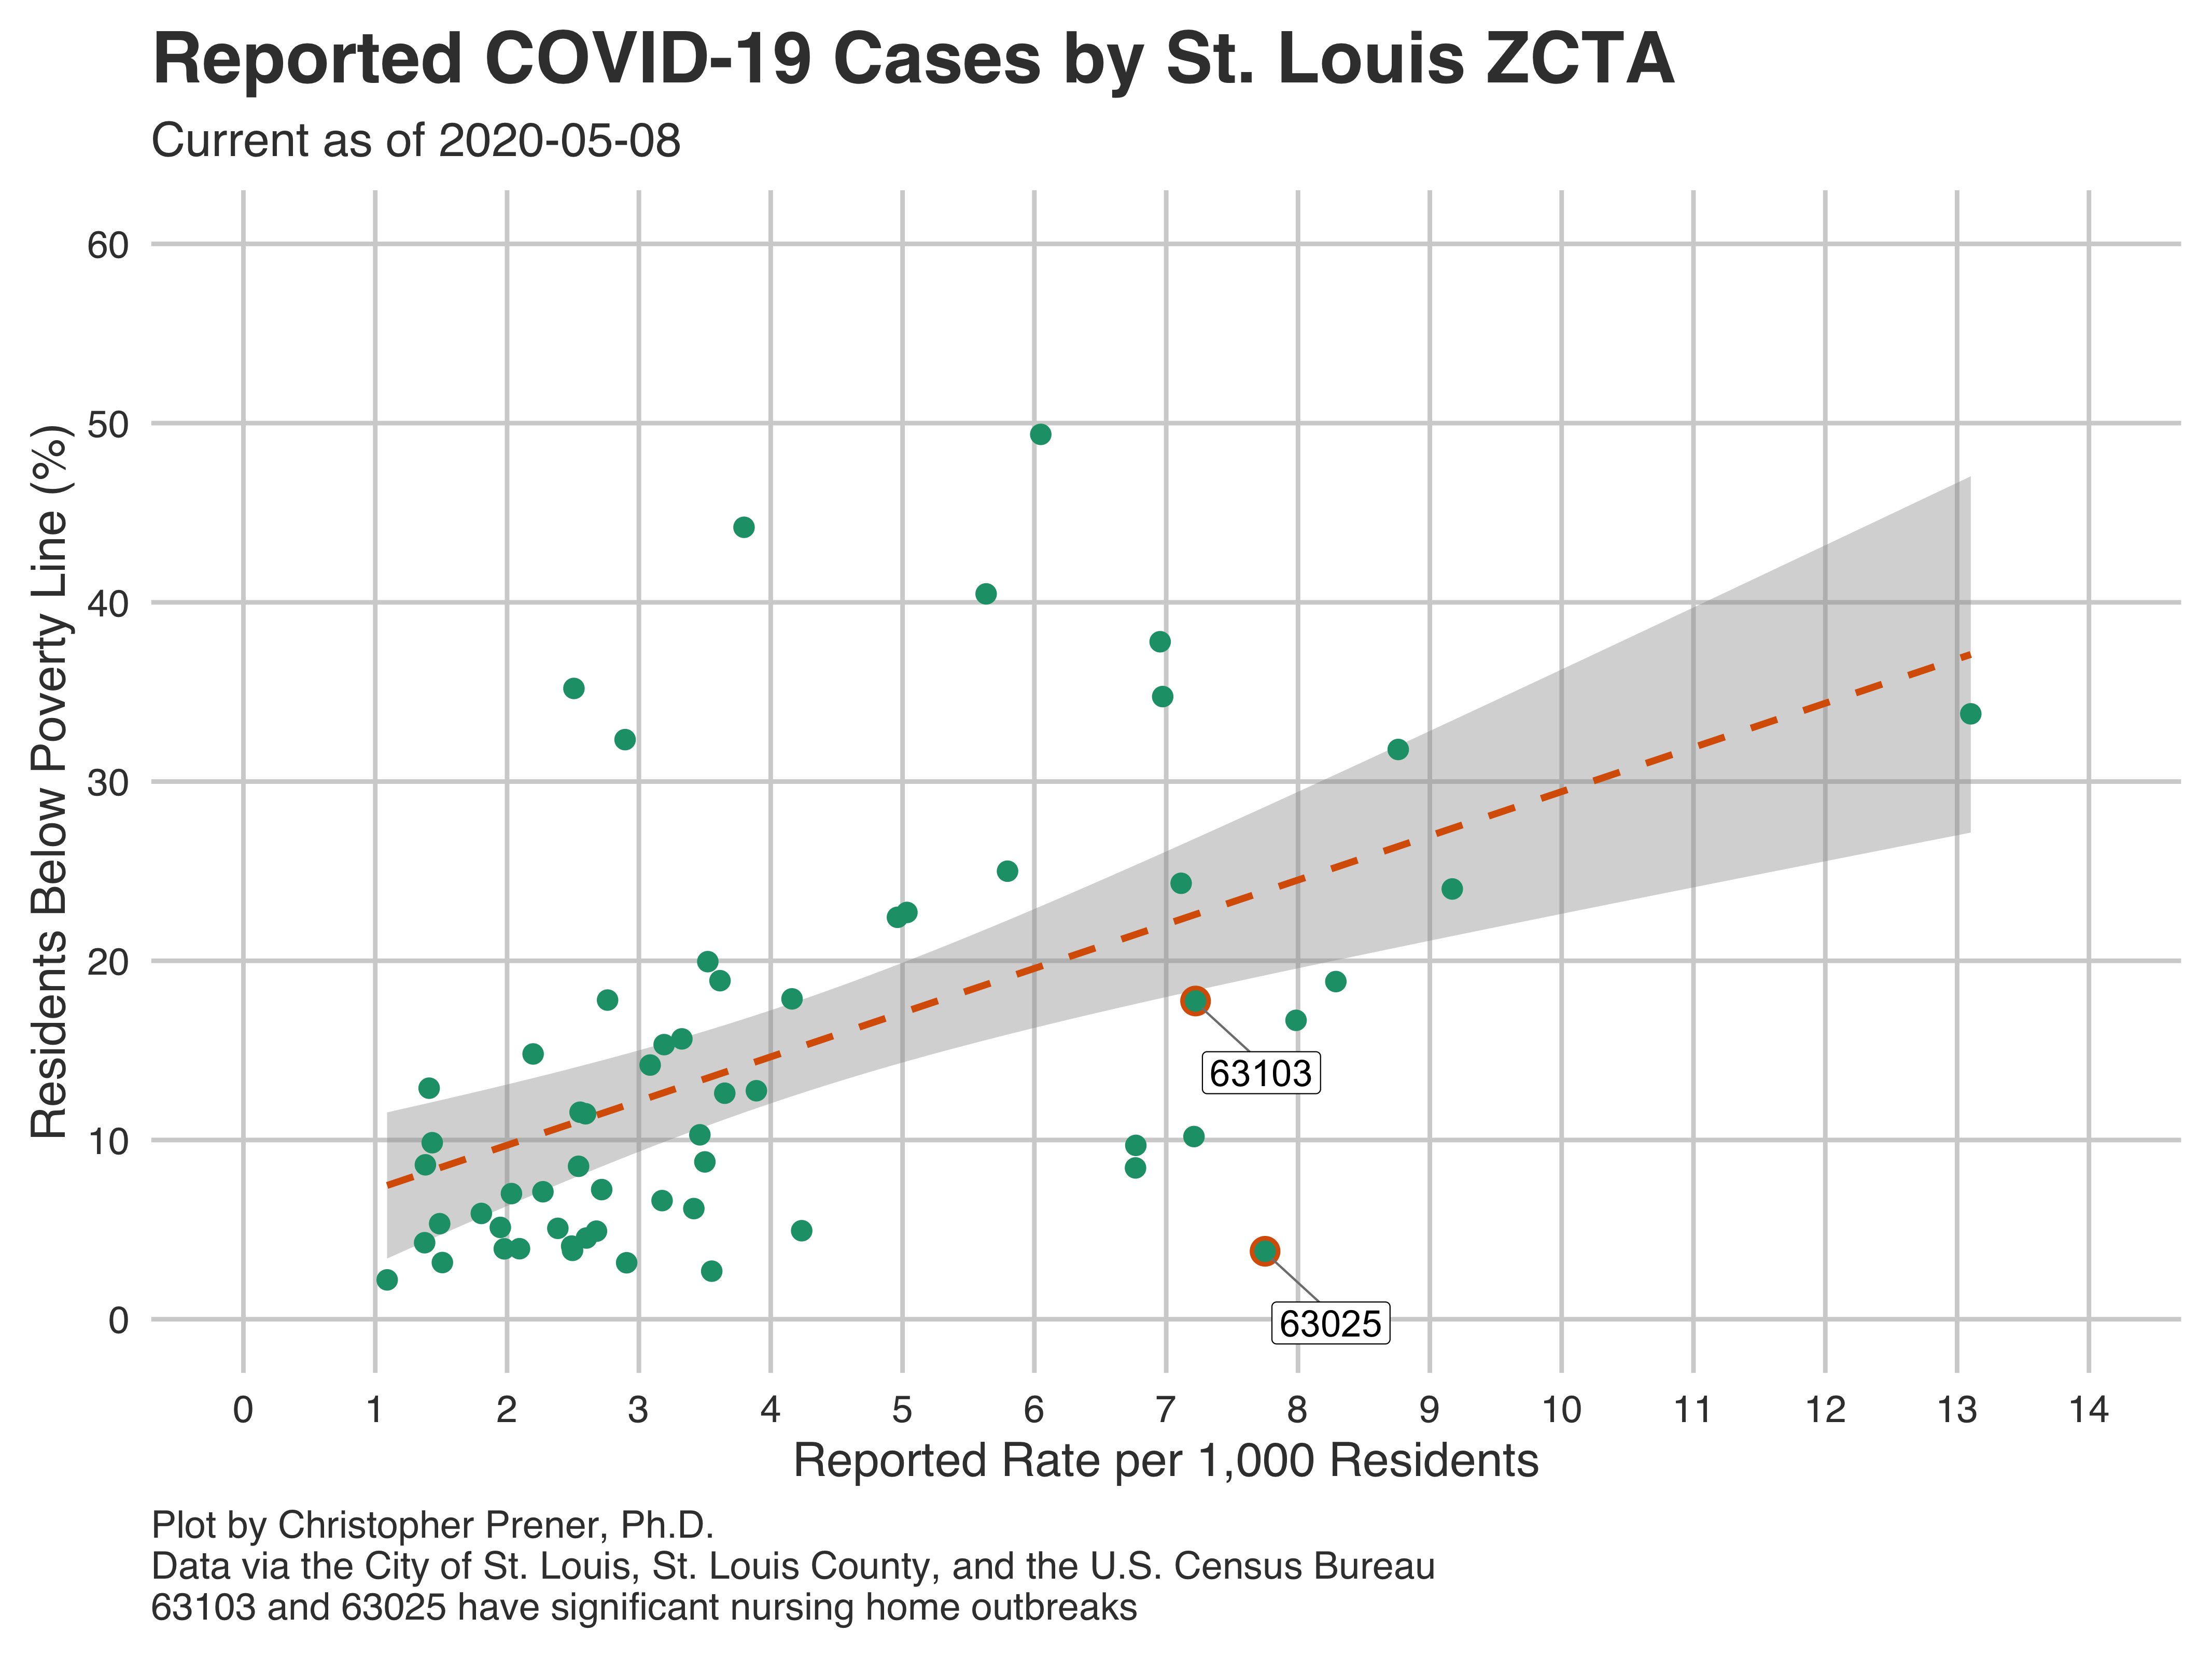 Reported COVID-19 Cases by St. Louis ZCTA
Current as of 2020-05-08
Residents Below Poverty Line (%)
60
50
40
30
20
10
0
63103
63025
0 1 2 3 4 5 6 7 8 9 10 11 12 13 14
Reported Rate per 1,000 Residents
Plot by Christopher Prener, Ph.D.
Data via the City of St. Louis, St. Louis County, and the U.S. Census Bureau
63103 and 63025 have significant nursing home outbreaks